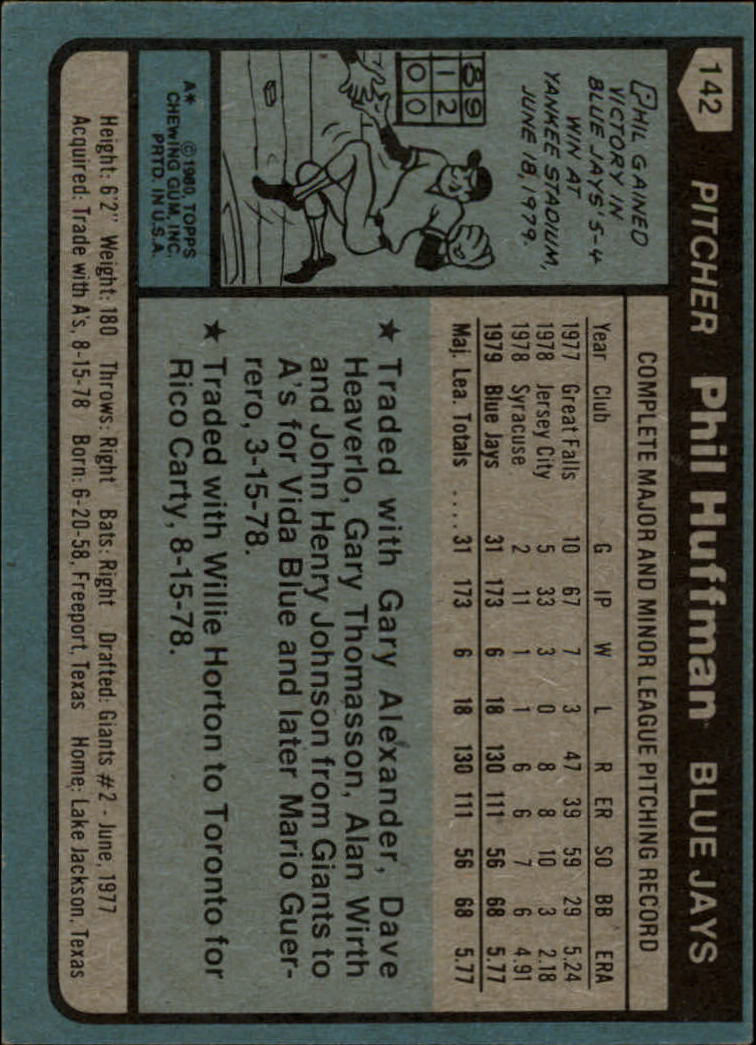 142 PITCHER Phil Huffman BLUE JAYS
PHIL GAINED
VICTORY IN
BLUE JAYS' 5-4
WIN AT
YANKEE STADIUM,
JUNE 18, 1979.
8 9
1 2
0 0
A* ©1980 TOPPS
CHEWING GUM, INC.
PRTD. IN U.S.A.
COMPLETE MAJOR AND MINOR LEAGUE PITCHING RECORD
Year Club G IP W L R ER SO BB ERA
1977 Great Falls 10 67 7 3 47 39 59 29 5.24
1978 Jersey City 5 33 3 0 8 8 10 3 2.18
1978 Syracuse 2 11 1 1 6 6 7 6 4.91
1979 Blue Jays 31 173 6 18 130 111 56 68 5.77
Maj. Lea. Totals .... 31 173 6 18 130 111 56 68 5.77
★ Traded with Gary Alexander, Dave
Heaverlo, Gary Thomasson, Alan Wirth
and John Henry Johnson from Giants to
A's for Vida Blue and later Mario Guer-
rero, 3-15-78.
★ Traded with Willie Horton to Toronto for
Rico Carty, 8-15-78.
Height: 6'2" Weight: 180 Throws: Right Bats: Right Drafted: Giants #2 - June, 1977
Acquired: Trade with A's, 8-15-78 Born: 6-20-58, Freeport, Texas Home: Lake Jackson, Texas